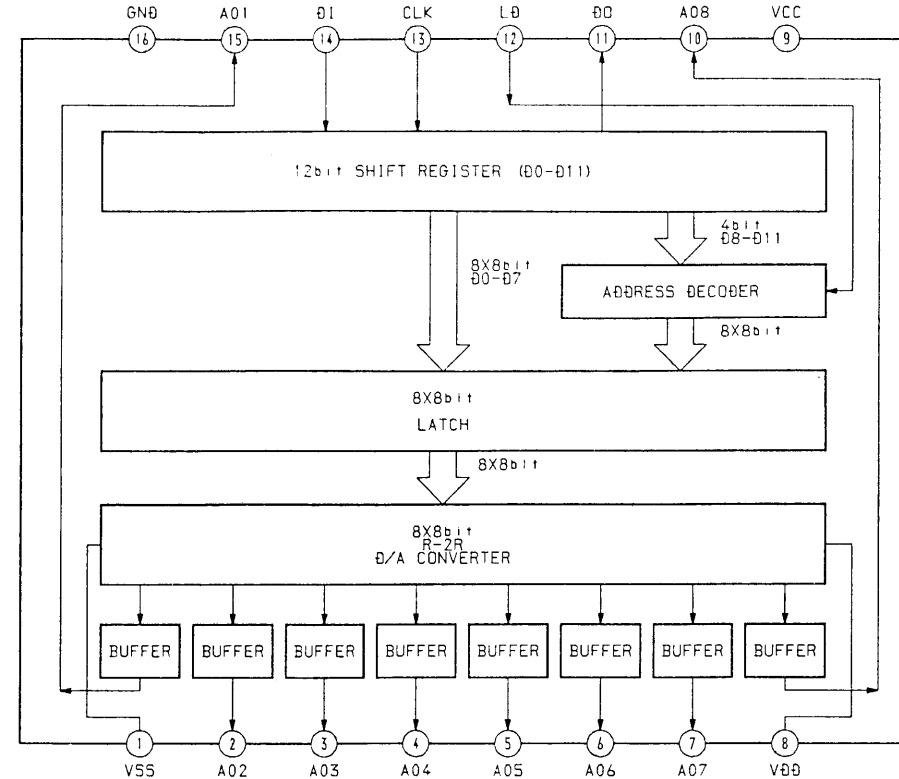 GND A01 DI CLK LD DO A08 VCC
16 15 14 13 12 11 10 9
12bit SHIFT REGISTER (D0-D11)
4bit
D8-D11
8X8bit
D0-D7
ADDRESS DECODER
8X8bit
8X8bit
LATCH
8X8bit
8X8bit
R-2R
D/A CONVERTER
BUFFER BUFFER BUFFER BUFFER BUFFER BUFFER BUFFER BUFFER
1 2 3 4 5 6 7 8
VSS A02 A03 A04 A05 A06 A07 VDD